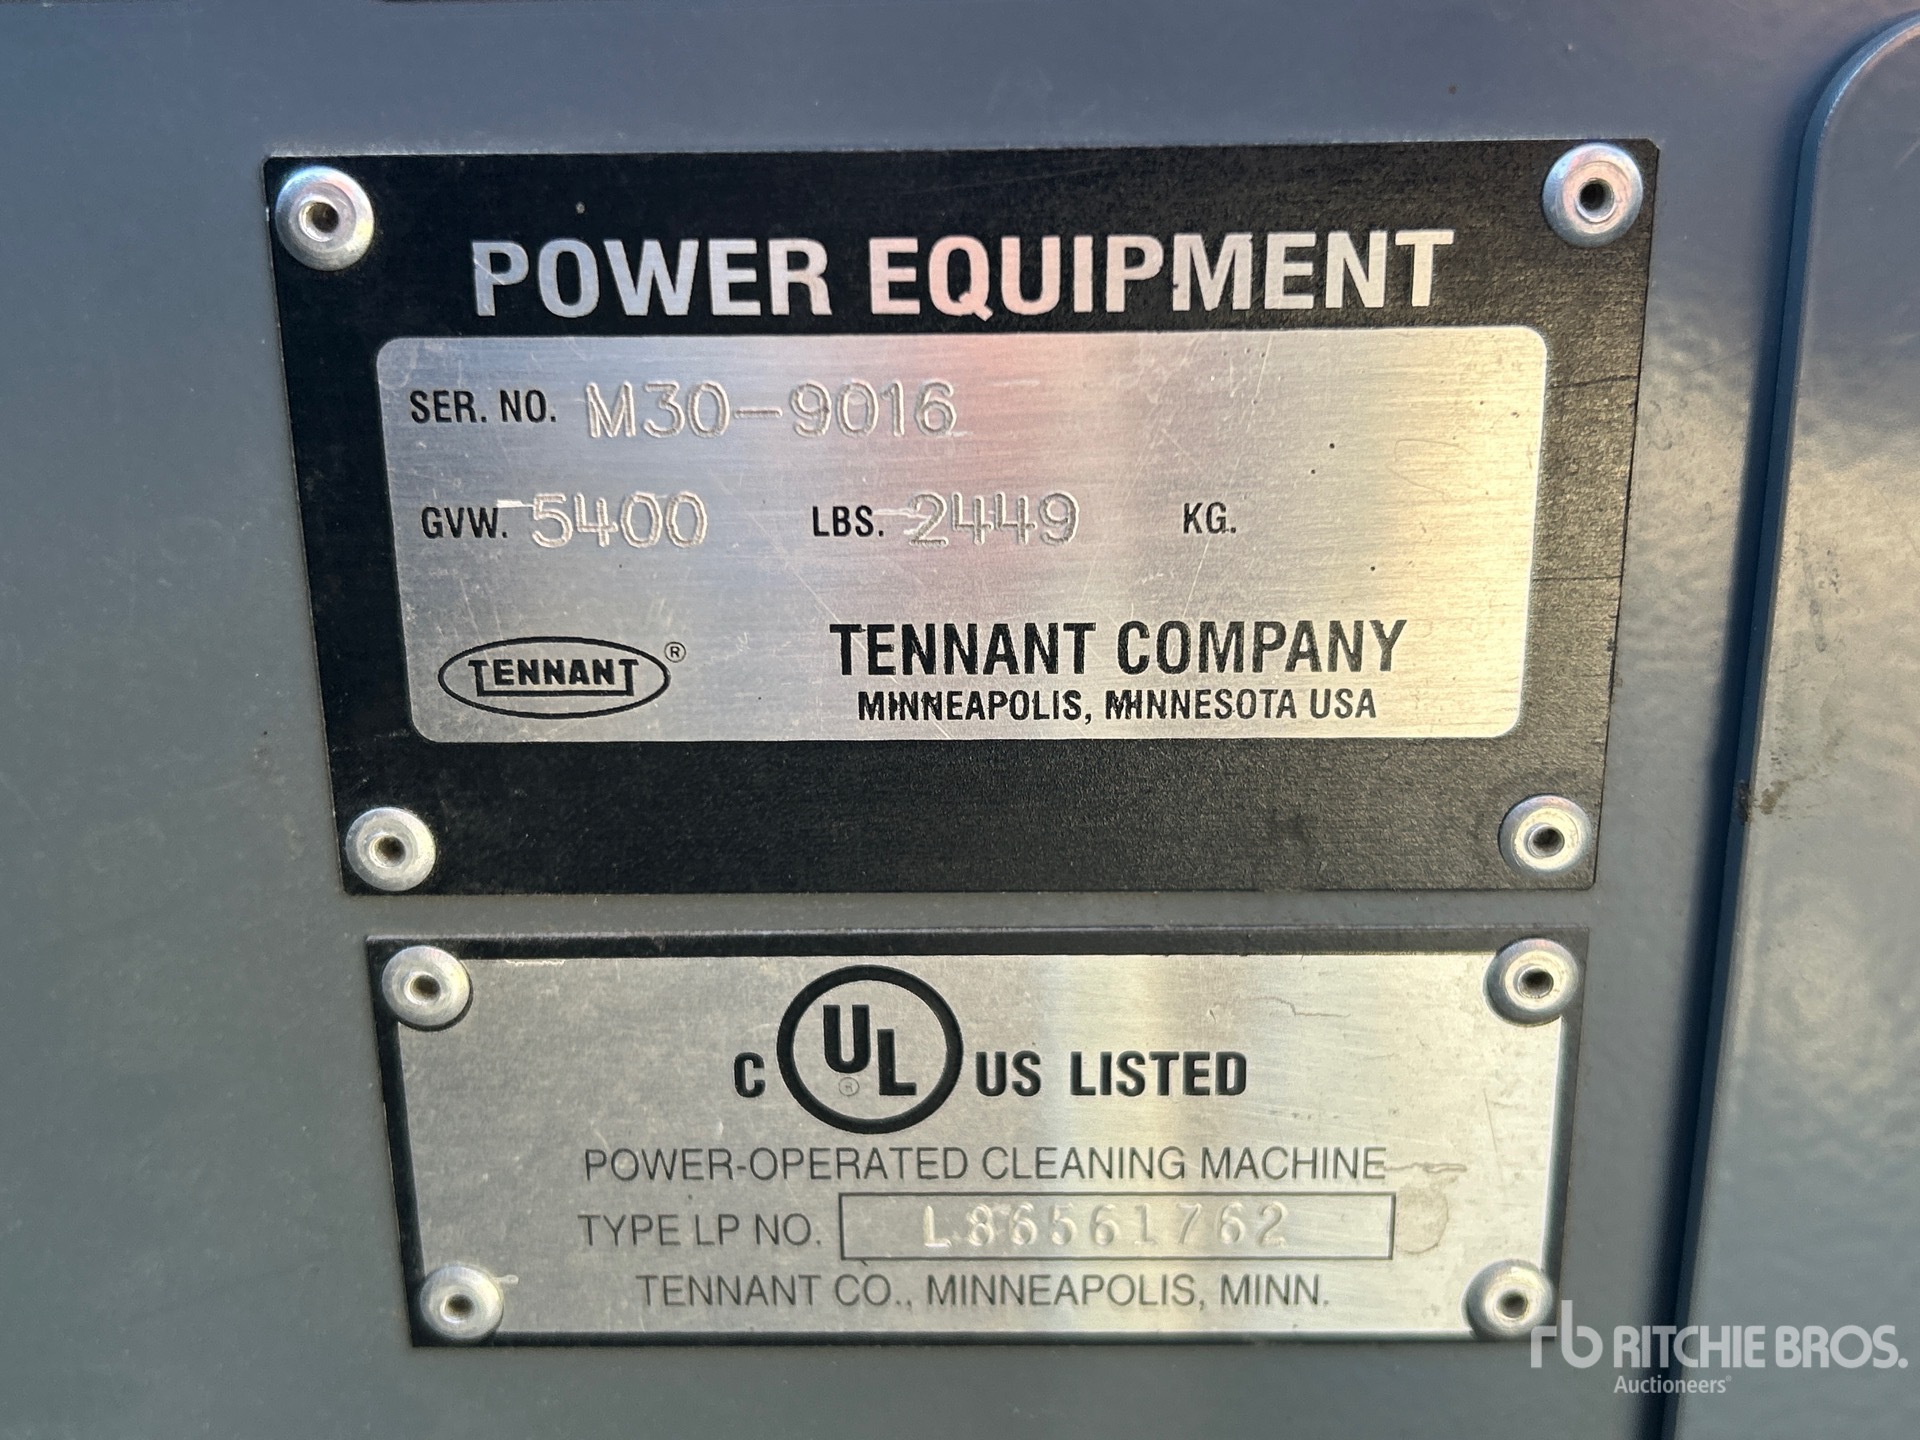 POWER EQUIPMENT
SER. NO. M30-9016
GVW. 5400 LBS. 2449 KG.
TENNANT ®
TENNANT COMPANY
MINNEAPOLIS, MINNESOTA USA
C UL ® US LISTED
POWER-OPERATED CLEANING MACHINE
TYPE LP NO. L86561762
TENNANT CO., MINNEAPOLIS, MINN.
rb RITCHIE BROS.
Auctioneers